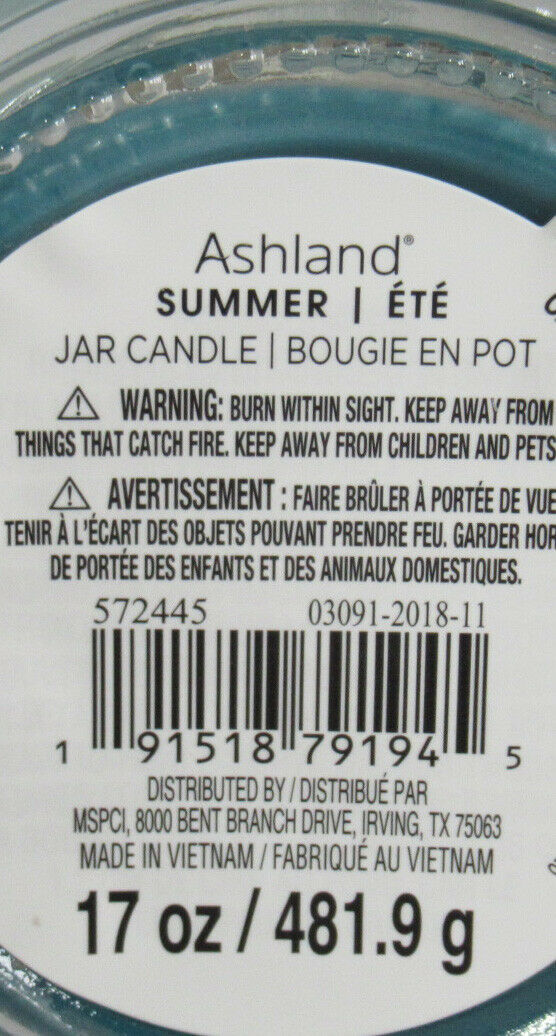 Ashland®
SUMMER | ÉTÉ
JAR CANDLE | BOUGIE EN POT
⚠ WARNING: BURN WITHIN SIGHT. KEEP AWAY FROM
THINGS THAT CATCH FIRE. KEEP AWAY FROM CHILDREN AND PETS
⚠ AVERTISSEMENT : FAIRE BRÛLER À PORTÉE DE VUE
TENIR À L'ÉCART DES OBJETS POUVANT PRENDRE FEU. GARDER HOR
DE PORTÉE DES ENFANTS ET DES ANIMAUX DOMESTIQUES.
572445 03091-2018-11
1 91518 79194 5
DISTRIBUTED BY / DISTRIBUÉ PAR
MSPCI, 8000 BENT BRANCH DRIVE, IRVING, TX 75063
MADE IN VIETNAM / FABRIQUÉ AU VIETNAM
17 oz / 481.9 g